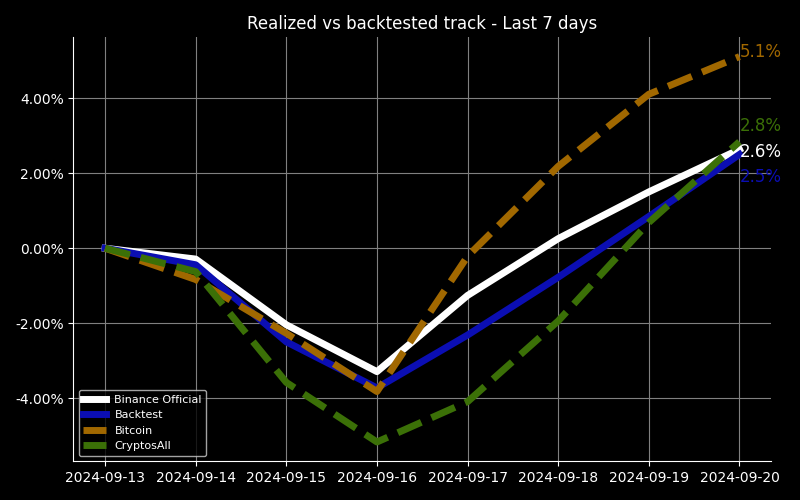 Realized vs backtested track - Last 7 days
5.1%
4.00%
2.8%
2.6%
2.5%
2.00%
0.00%
-2.00%
-4.00%
Binance Official
Backtest
Bitcoin
CryptosAll
2024-09-13 2024-09-14 2024-09-15 2024-09-16 2024-09-17 2024-09-18 2024-09-19 2024-09-20